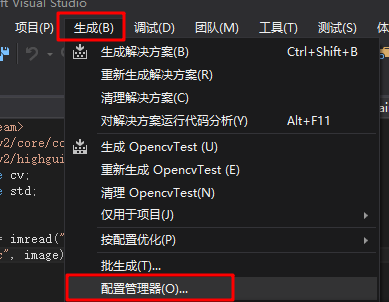 ft Visual Studio
项目(P) 生成(B) 调试(D) 团队(M) 工具(T) 测试(S) 体
生成解决方案(B) Ctrl+Shift+B
重新生成解决方案(R)
清理解决方案(C)
eam> 对解决方案运行代码分析(Y) Alt+F11
v2/core/co
v2/highgui 生成 OpencvTest (U)
e cv; 重新生成 OpencvTest (E)
e std; 清理 OpencvTest(N)
仅用于项目(J)
= imread(" 按配置优化(P)
c", image) 批生成(T)...
配置管理器(O)...